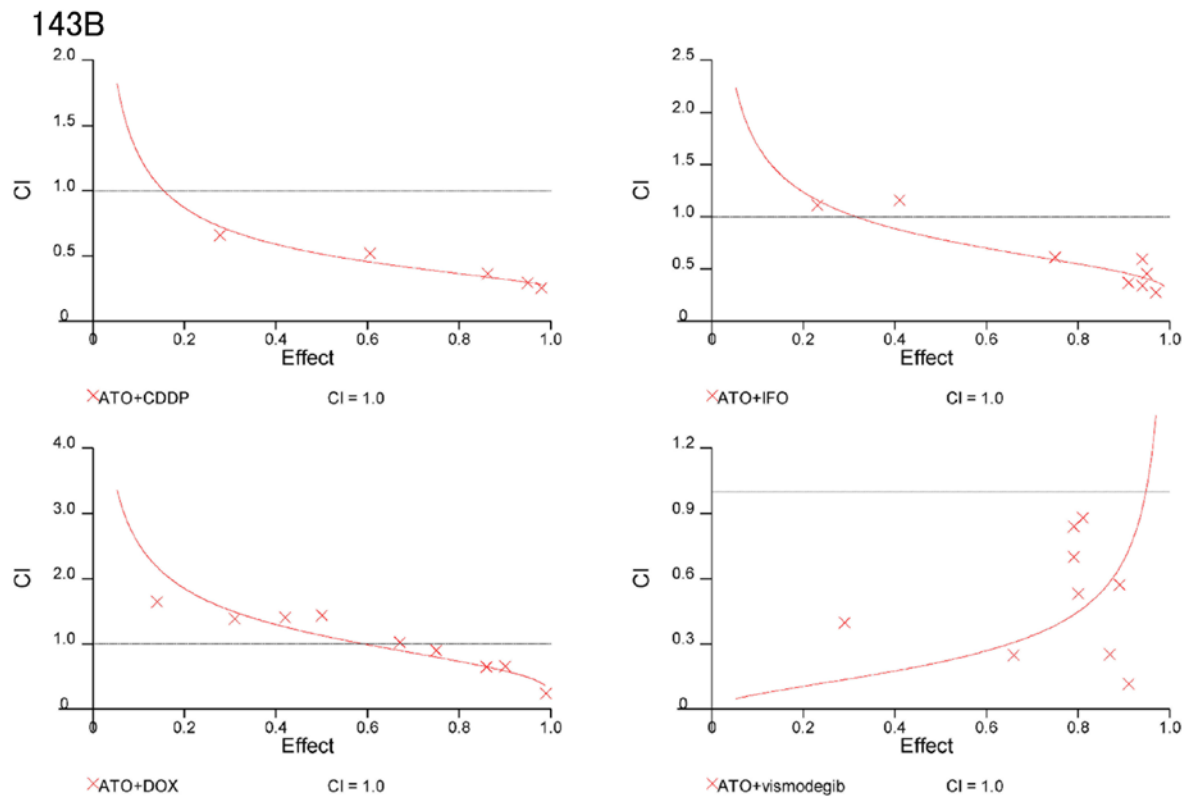 143B
2.0
1.5
1.0
0.5
0
CI
0 0.2 0.4 0.6 0.8 1.0
Effect
ATO+CDDP CI = 1.0
2.5
2.0
1.5
1.0
0.5
0
CI
0 0.2 0.4 0.6 0.8 1.0
Effect
ATO+IFO CI = 1.0
4.0
3.0
2.0
1.0
0
CI
0 0.2 0.4 0.6 0.8 1.0
Effect
ATO+DOX CI = 1.0
1.2
0.9
0.6
0.3
0
CI
0 0.2 0.4 0.6 0.8 1.0
Effect
ATO+vismodegib CI = 1.0